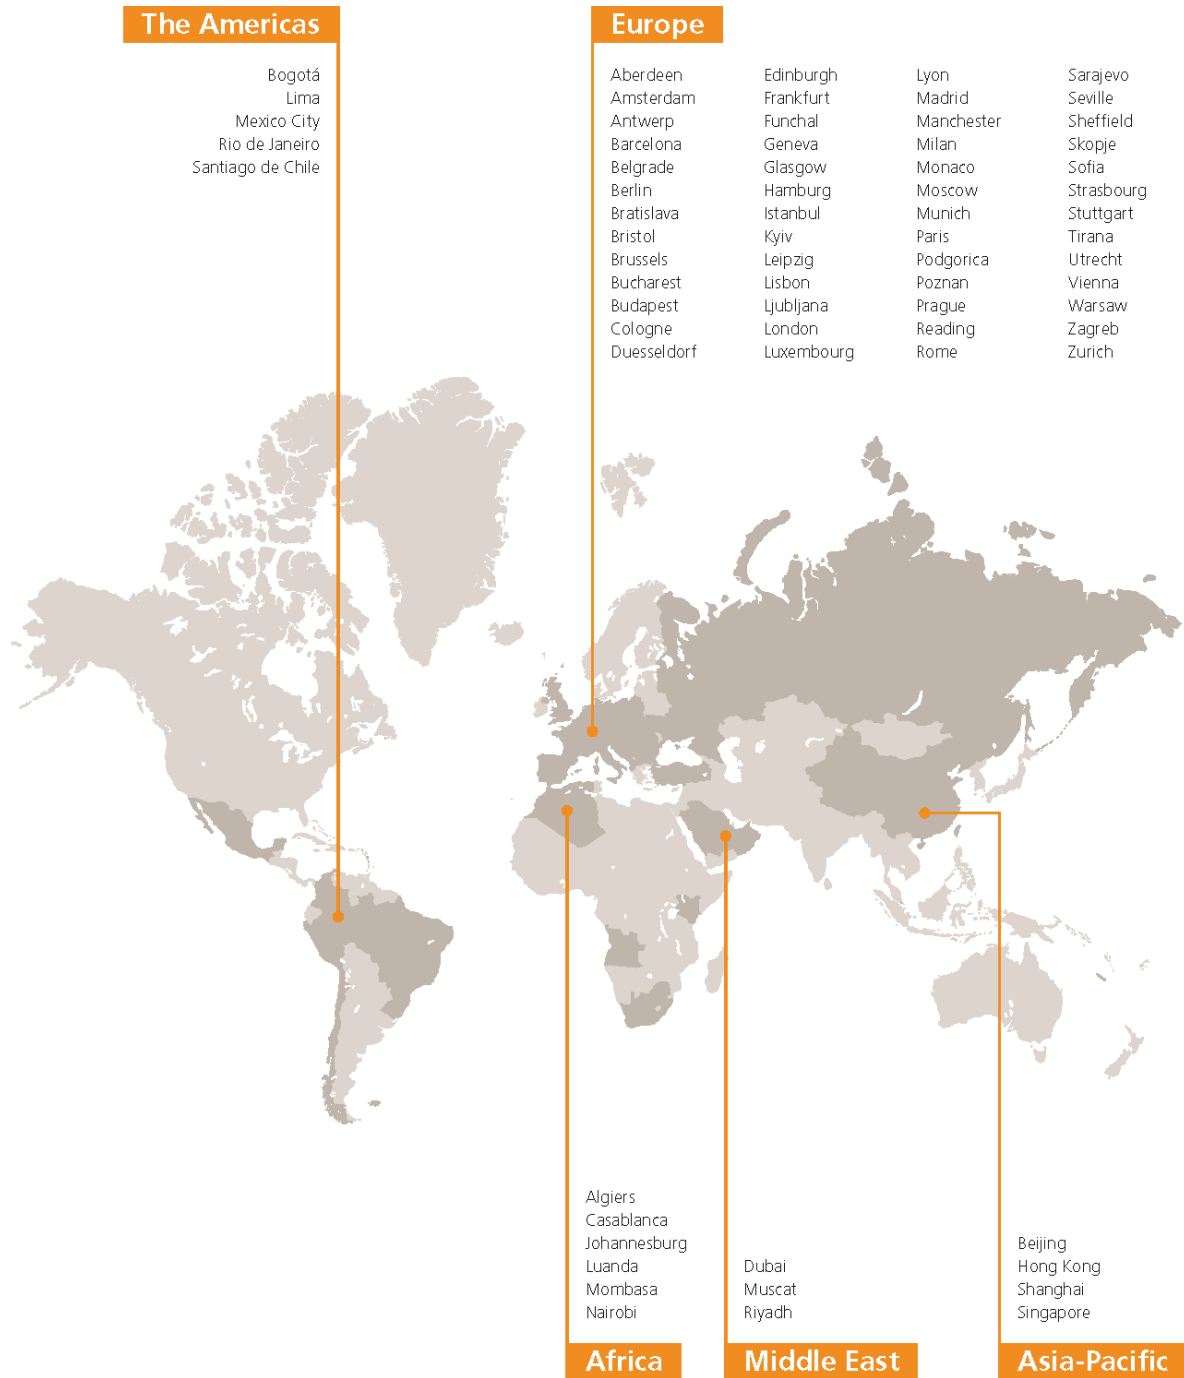 The Americas
Bogotá
Lima
Mexico City
Rio de Janeiro
Santiago de Chile
Europe
Aberdeen
Amsterdam
Antwerp
Barcelona
Belgrade
Berlin
Bratislava
Bristol
Brussels
Bucharest
Budapest
Cologne
Duesseldorf
Edinburgh
Frankfurt
Funchal
Geneva
Glasgow
Hamburg
Istanbul
Kyiv
Leipzig
Lisbon
Ljubljana
London
Luxembourg
Lyon
Madrid
Manchester
Milan
Monaco
Moscow
Munich
Paris
Podgorica
Poznan
Prague
Reading
Rome
Sarajevo
Seville
Sheffield
Skopje
Sofia
Strasbourg
Stuttgart
Tirana
Utrecht
Vienna
Warsaw
Zagreb
Zurich
Algiers
Casablanca
Johannesburg
Luanda
Mombasa
Nairobi
Africa
Dubai
Muscat
Riyadh
Middle East
Beijing
Hong Kong
Shanghai
Singapore
Asia-Pacific